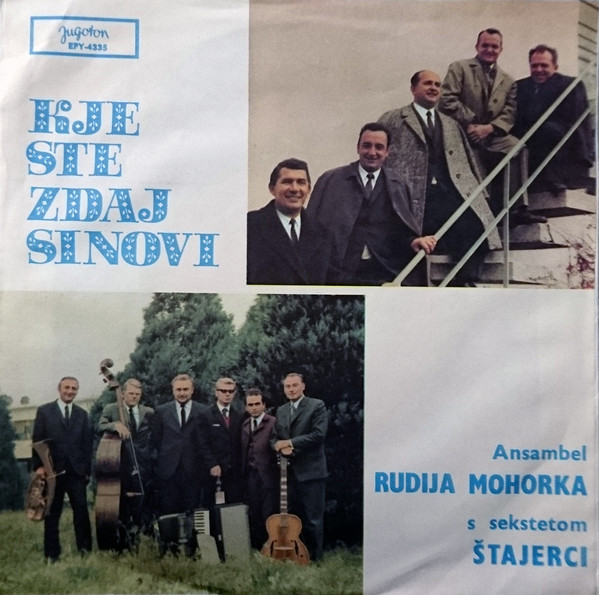 Jugoton
EPY-4335
KJE
STE
ZDAJ
SINOVI
Ansambel
RUDIJA MOHORKA
s sekstetom
ŠTAJERCI